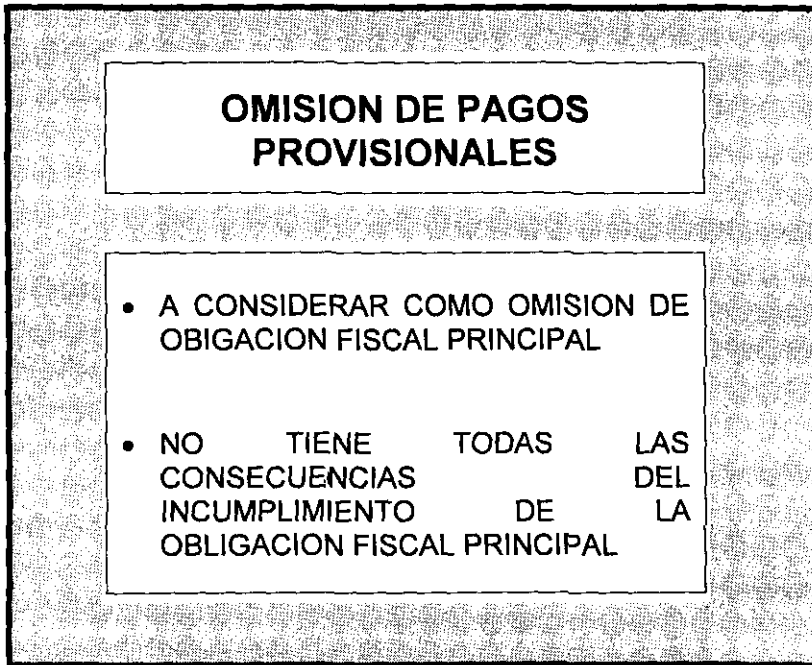 OMISION DE PAGOS
PROVISIONALES
• A CONSIDERAR COMO OMISION DE
OBIGACION FISCAL PRINCIPAL
• NO TIENE TODAS LAS
CONSECUENCIAS DEL
INCUMPLIMIENTO DE LA
OBLIGACION FISCAL PRINCIPAL